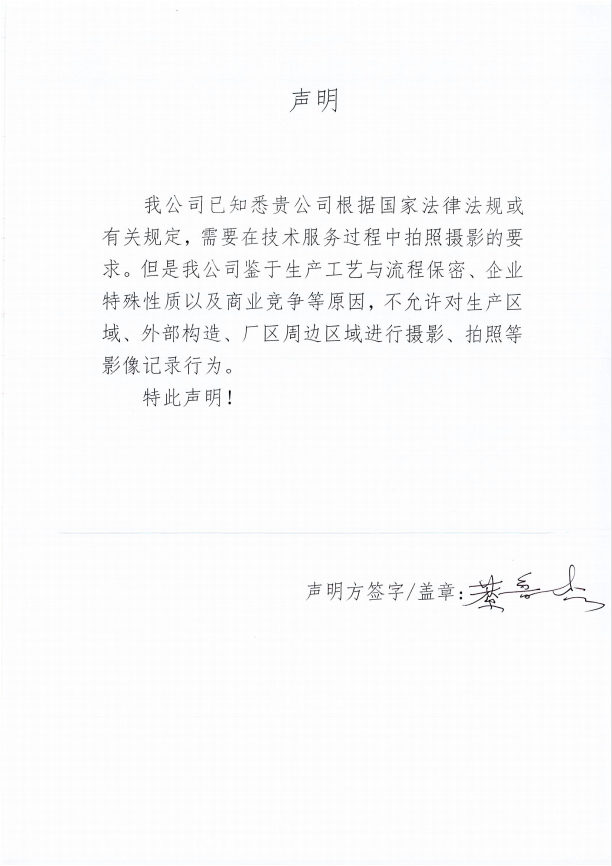 声明
我公司已知悉贵公司根据国家法律法规或
有关规定，需要在技术服务过程中拍照摄影的要
求。但是我公司鉴于生产工艺与流程保密、企业
特殊性质以及商业竞争等原因，不允许对生产区
域、外部构造、厂区周边区域进行摄影、拍照等
影像记录行为。
特此声明！
声明方签字/盖章：